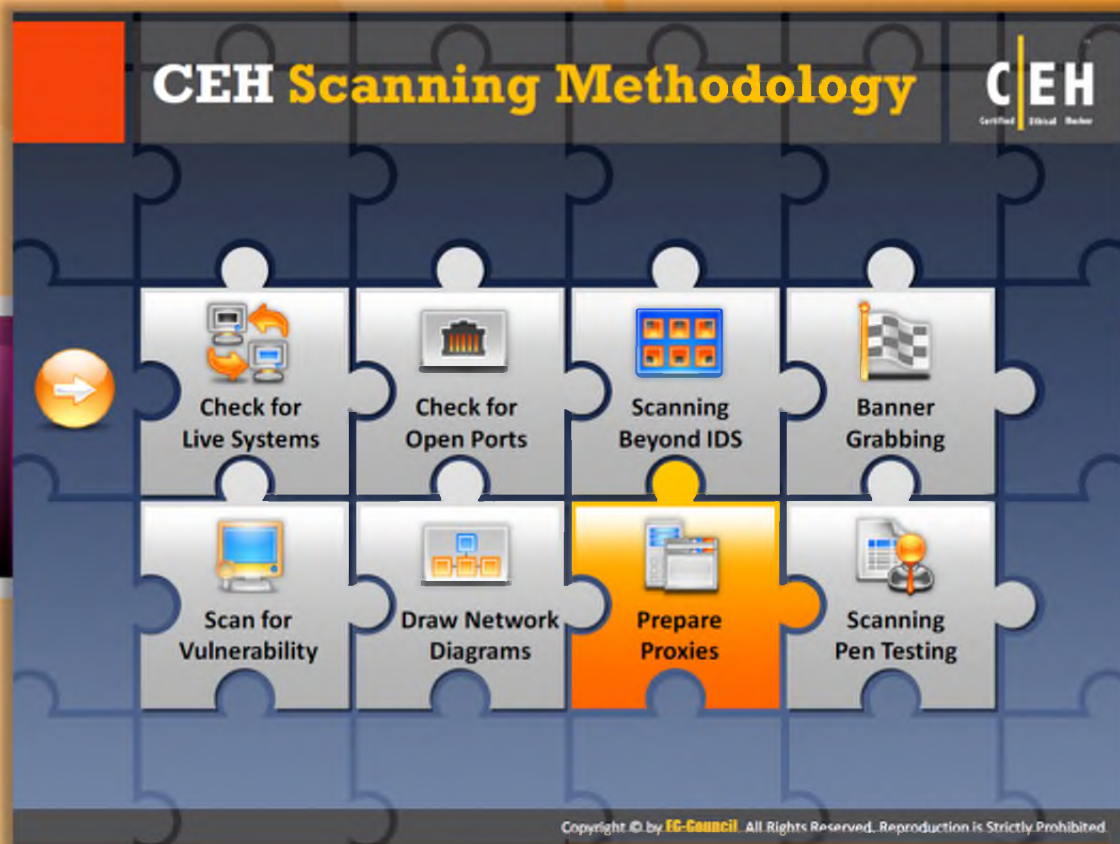 CEH Scanning Methodology
CEH
Certified Ethical Hacker
Check for
Live Systems
Check for
Open Ports
Scanning
Beyond IDS
Banner
Grabbing
Scan for
Vulnerability
Draw Network
Diagrams
Prepare
Proxies
Scanning
Pen Testing
Copyright © by EC-Council. All Rights Reserved. Reproduction is Strictly Prohibited.